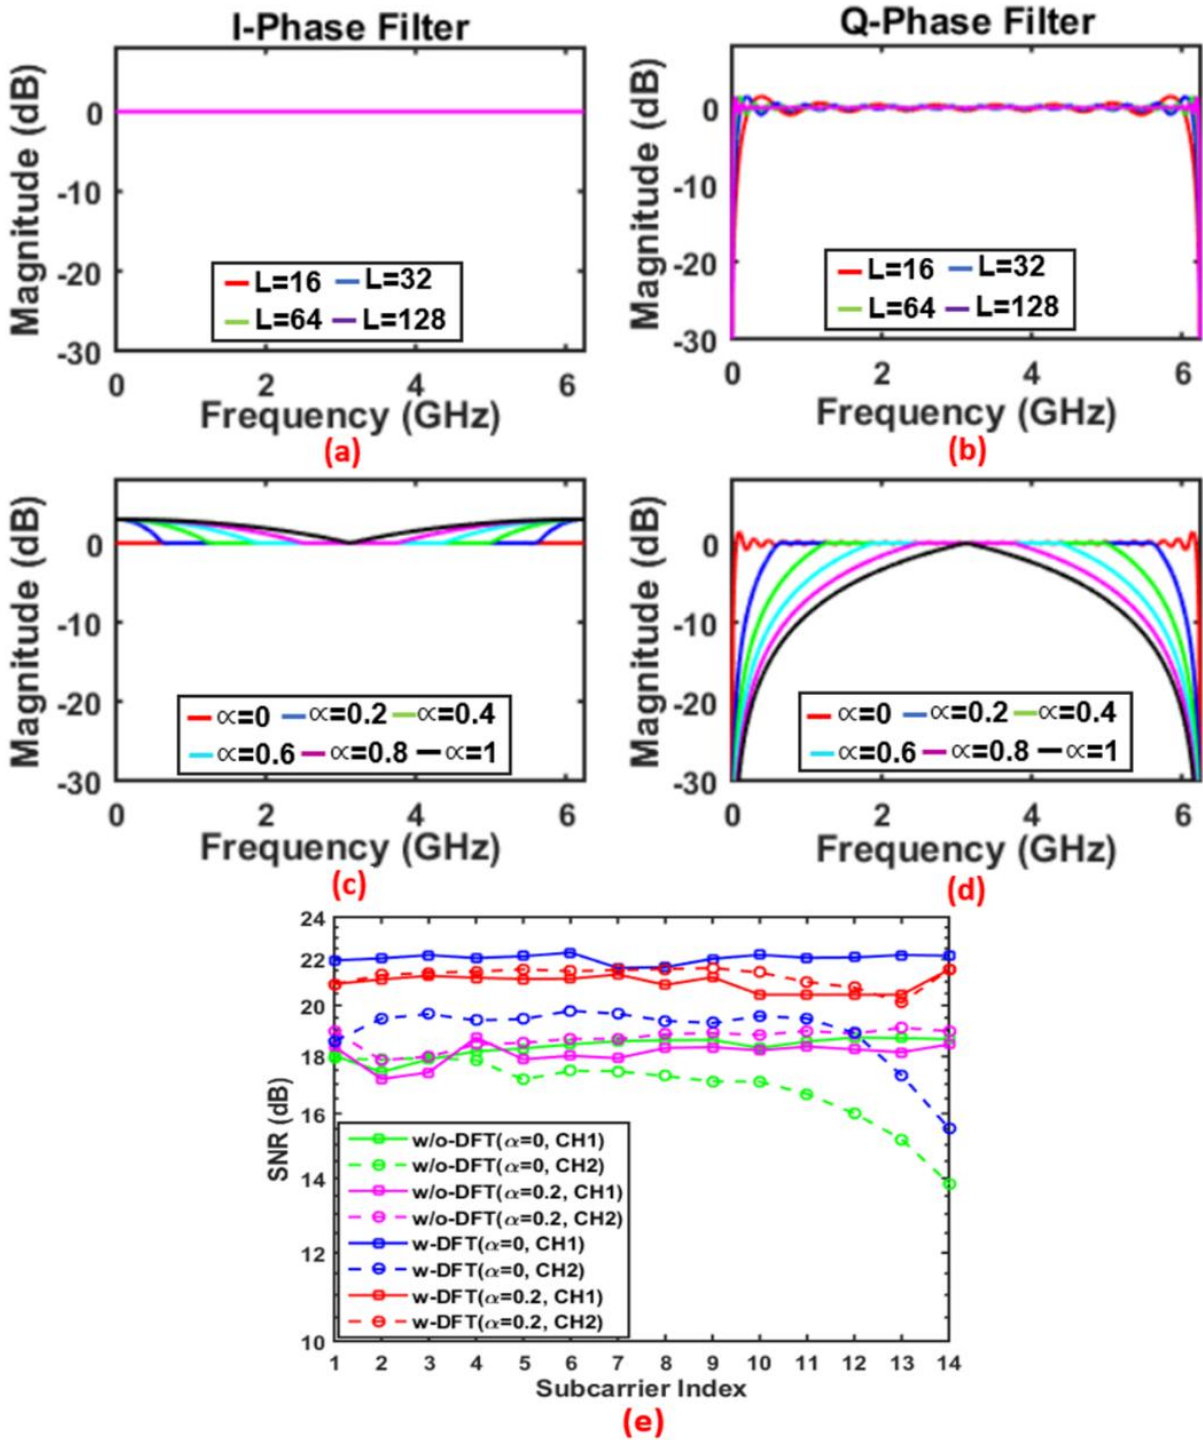 I-Phase Filter
Q-Phase Filter
Magnitude (dB)
0
-10
-20
-30
L=16 L=32
L=64 L=128
0 2 4 6
Frequency (GHz)
(a)
Magnitude (dB)
0
-10
-20
-30
L=16 L=32
L=64 L=128
0 2 4 6
Frequency (GHz)
(b)
Magnitude (dB)
0
-10
-20
-30
∝=0 ∝=0.2 ∝=0.4
∝=0.6 ∝=0.8 ∝=1
0 2 4 6
Frequency (GHz)
(c)
Magnitude (dB)
0
-10
-20
-30
∝=0 ∝=0.2 ∝=0.4
∝=0.6 ∝=0.8 ∝=1
0 2 4 6
Frequency (GHz)
(d)
SNR (dB)
24
22
20
18
16
14
12
10
w/o-DFT(α=0, CH1)
w/o-DFT(α=0, CH2)
w/o-DFT(α=0.2, CH1)
w/o-DFT(α=0.2, CH2)
w-DFT(α=0, CH1)
w-DFT(α=0, CH2)
w-DFT(α=0.2, CH1)
w-DFT(α=0.2, CH2)
1 2 3 4 5 6 7 8 9 10 11 12 13 14
Subcarrier Index
(e)